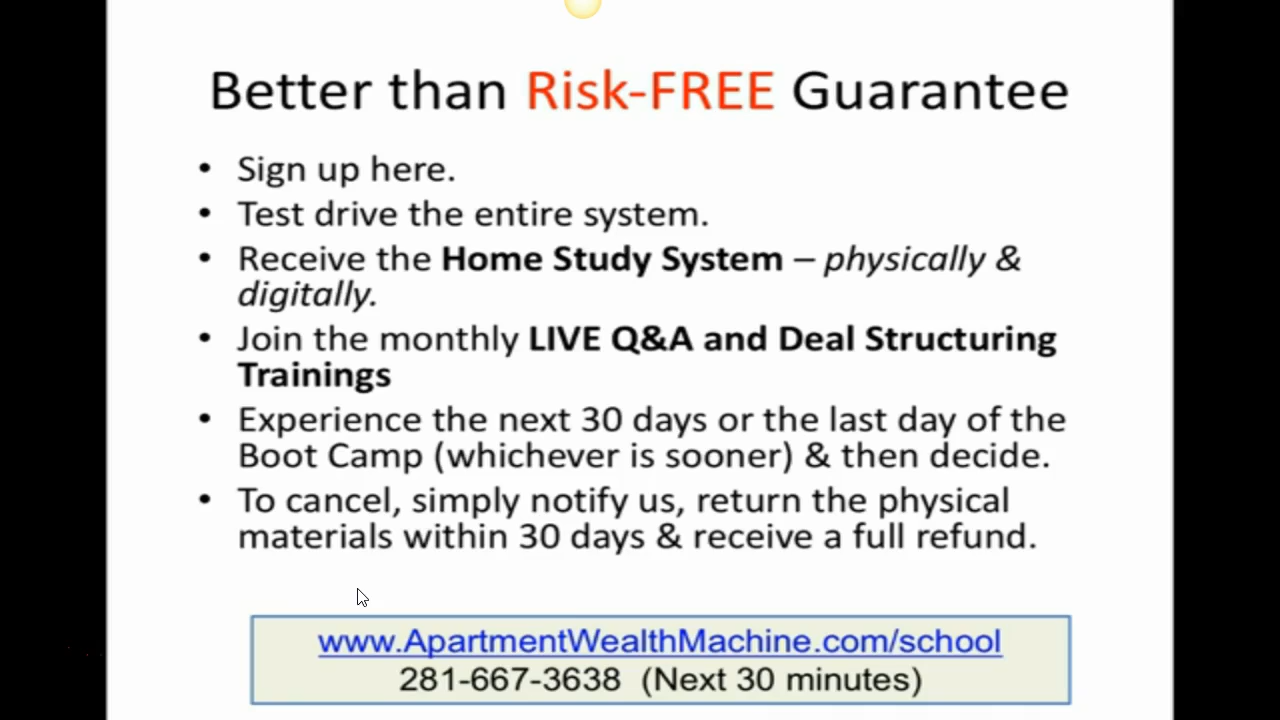 Better than Risk-FREE Guarantee
• Sign up here.
• Test drive the entire system.
• Receive the Home Study System – physically &
digitally.
• Join the monthly LIVE Q&A and Deal Structuring
Trainings
• Experience the next 30 days or the last day of the
Boot Camp (whichever is sooner) & then decide.
• To cancel, simply notify us, return the physical
materials within 30 days & receive a full refund.
www.ApartmentWealthMachine.com/school
281-667-3638 (Next 30 minutes)